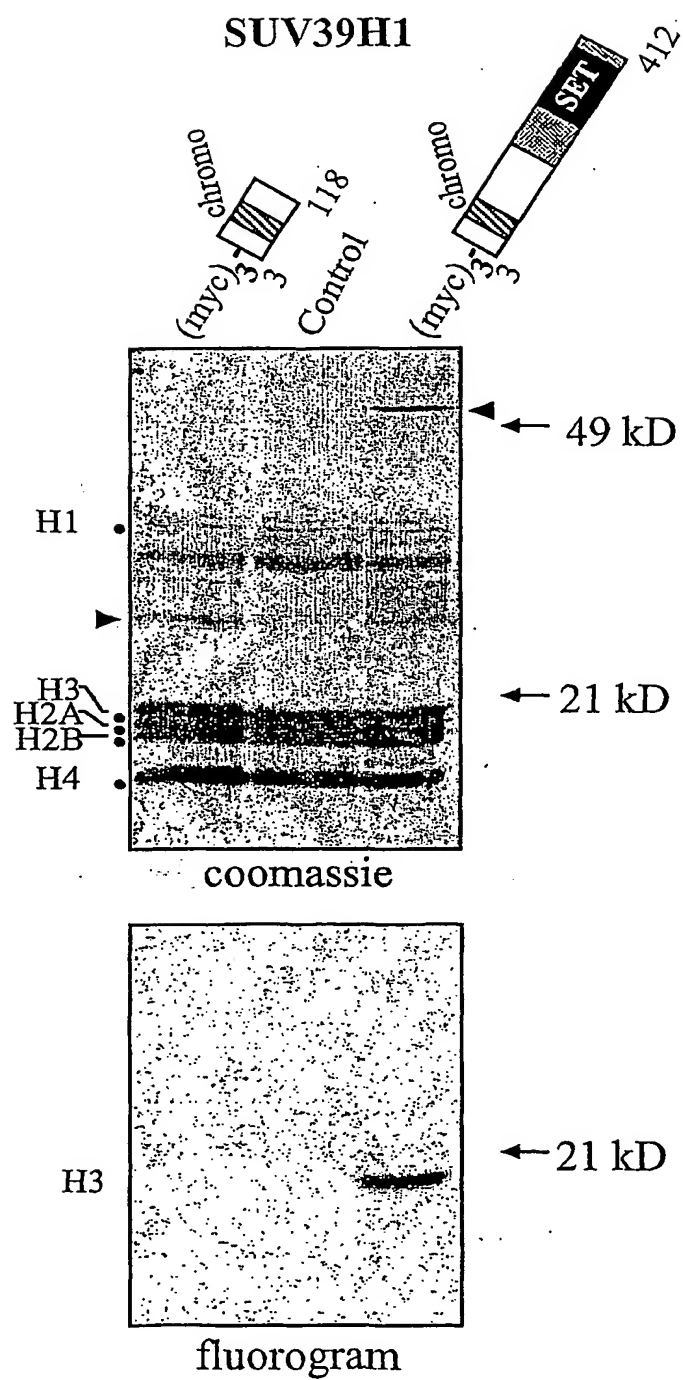 SUV39H1
chromo
(myc)3
3
118
Control
chromo
(myc)3
3
SET
412
49 kD
H1
H3
H2A
H2B
H4
21 kD
coomassie
21 kD
H3
fluorogram